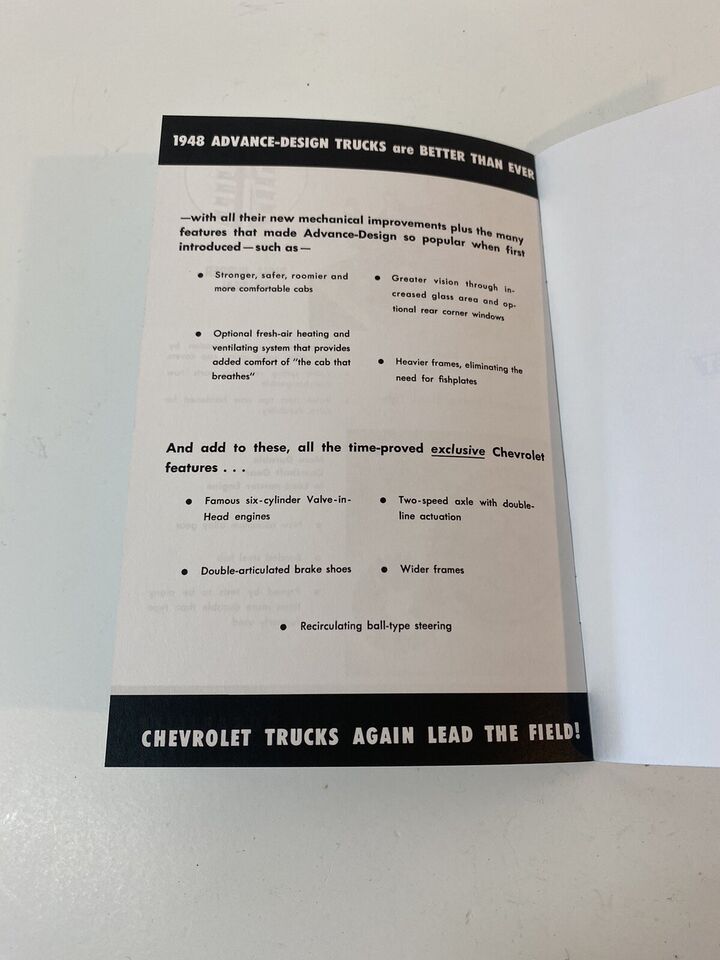 1948 ADVANCE-DESIGN TRUCKS are BETTER THAN EVER
—with all their new mechanical improvements plus the many
features that made Advance-Design so popular when first
introduced—such as—
• Stronger, safer, roomier and
more comfortable cabs
• Greater vision through in-
creased glass area and op-
tional rear corner windows
• Optional fresh-air heating and
ventilating system that provides
added comfort of "the cab that
breathes"
• Heavier frames, eliminating the
need for fishplates
And add to these, all the time-proved exclusive Chevrolet
features . . .
• Famous six-cylinder Valve-in-
Head engines
• Two-speed axle with double-
line actuation
• Double-articulated brake shoes
• Wider frames
• Recirculating ball-type steering
CHEVROLET TRUCKS AGAIN LEAD THE FIELD!